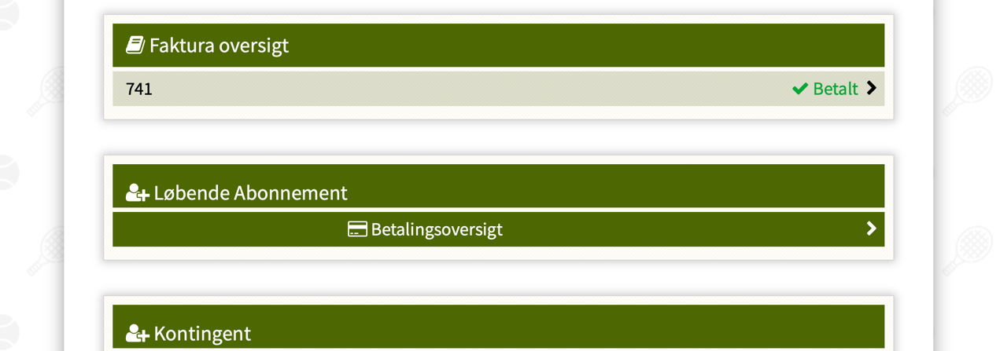 Faktura oversigt
741 Betalt
Løbende Abonnement
Betalingsoversigt
Kontingent